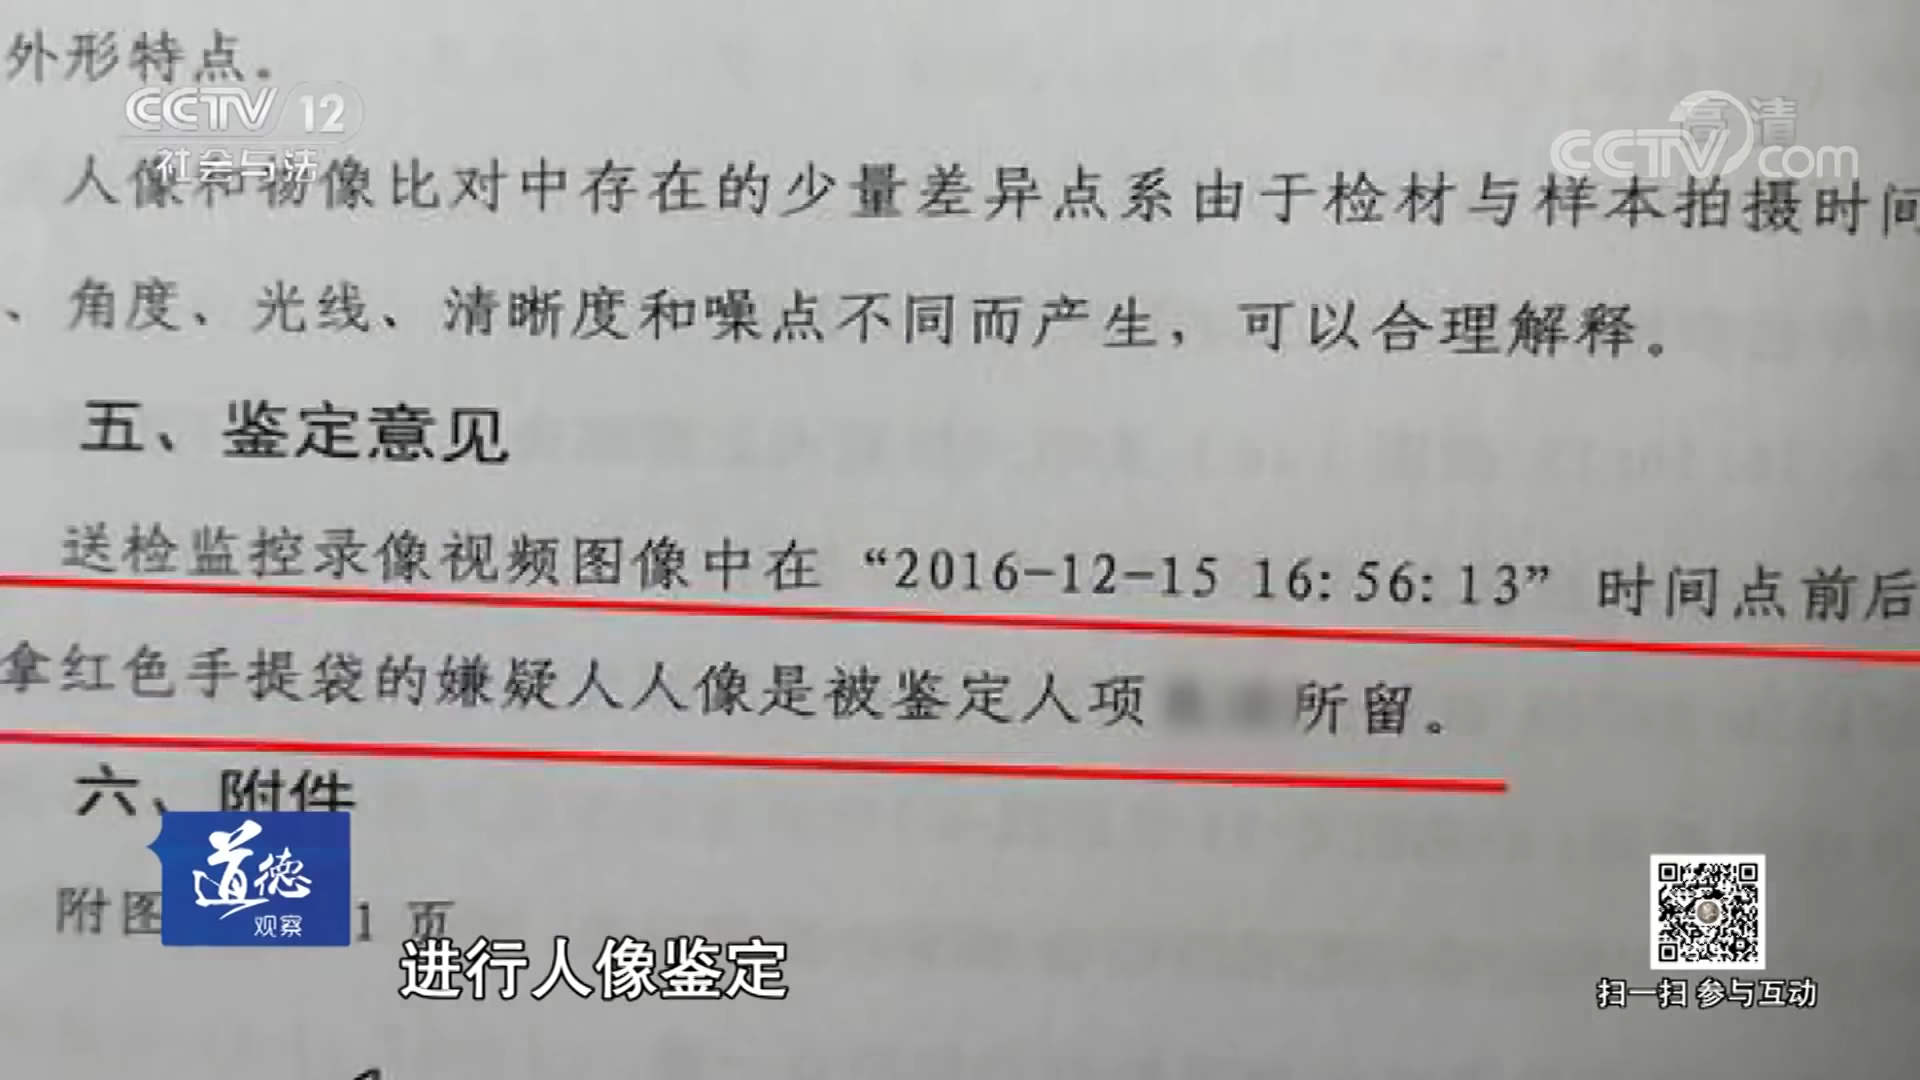 外形特点。
CCTV 12
社会与法
高清
CCTV.com
人像和物像比对中存在的少量差异点系由于检材与样本拍摄时间
、角度、光线、清晰度和噪点不同而产生，可以合理解释。
五、鉴定意见
送检监控录像视频图像中在“2016-12-15 16:56:13”时间点前后
拿红色手提袋的嫌疑人人像是被鉴定人项 所留。
六、附件
道德
观察
附图 1 页
进行人像鉴定
扫一扫 参与互动